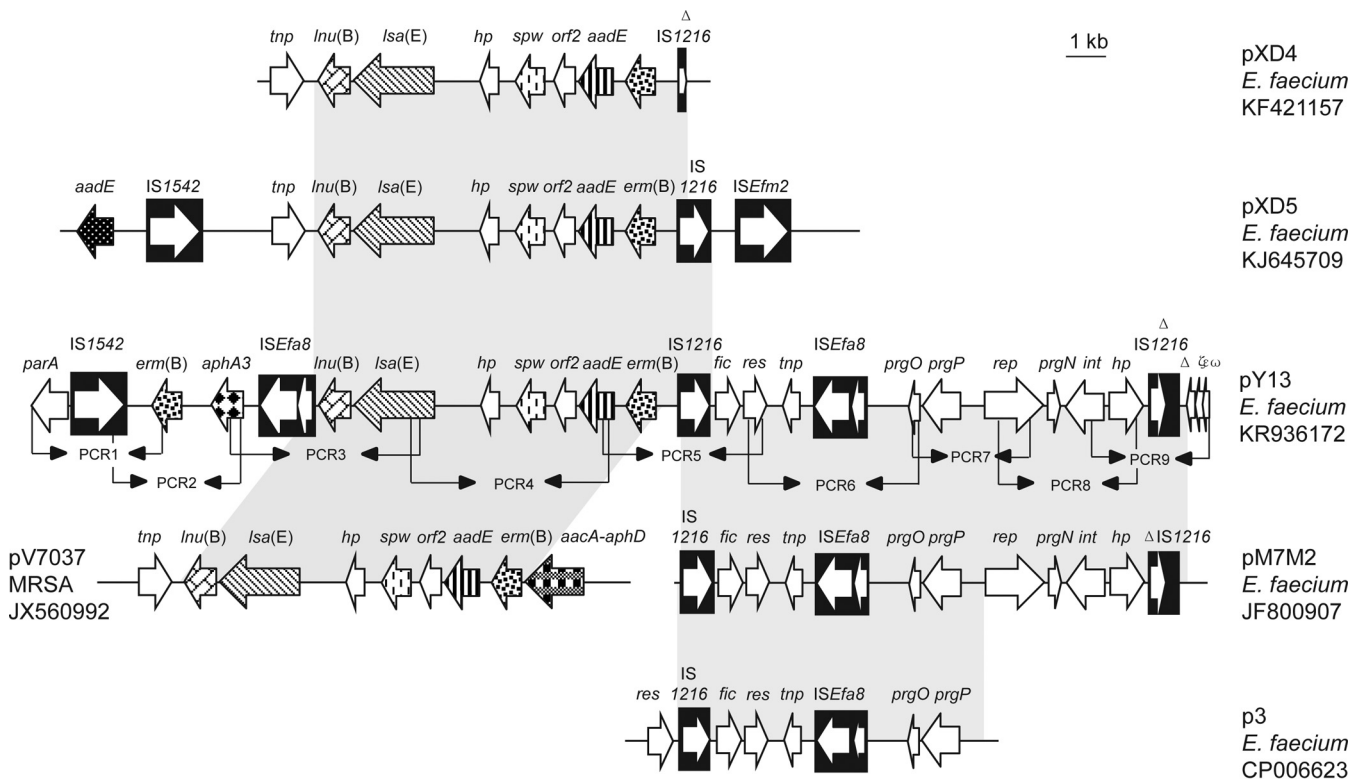 Δ
tnp lnu(B) lsa(E) hp spw orf2 aadE IS1216
1 kb
pXD4
E. faecium
KF421157
IS
aadE IS1542 tnp lnu(B) lsa(E) hp spw orf2 aadE erm(B) 1216 ISEfm2
pXD5
E. faecium
KJ645709
Δ
IS1542 ISEfa8 IS1216 IS1216 Δ ζε ω
parA erm(B) aphA3 lnu(B) lsa(E) hp spw orf2 aadE erm(B) fic res tnp ISEfa8 prgO prgP rep prgN int hp
pY13
E. faecium
KR936172
PCR1 PCR3 PCR5 PCR7 PCR9
PCR2 PCR4 PCR6 PCR8
IS
tnp lnu(B) lsa(E) hp spw orf2 aadE erm(B) aacA-aphD 1216 fic res tnp ISEfa8 prgO prgP rep prgN int hp ΔIS1216
pV7037
MRSA
JX560992
pM7M2
E. faecium
JF800907
IS
res 1216 fic res tnp ISEfa8 prgO prgP
p3
E. faecium
CP006623